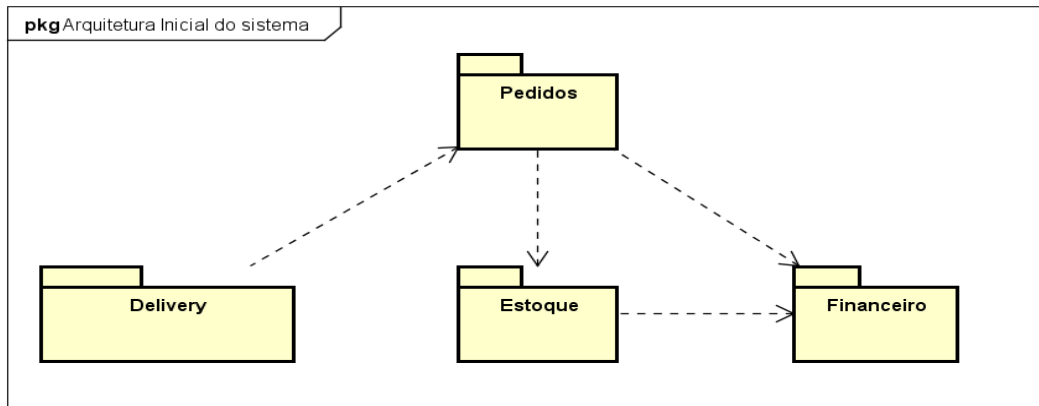 pkg Arquitetura Inicial do sistema
Pedidos
Delivery
Estoque
Financeiro